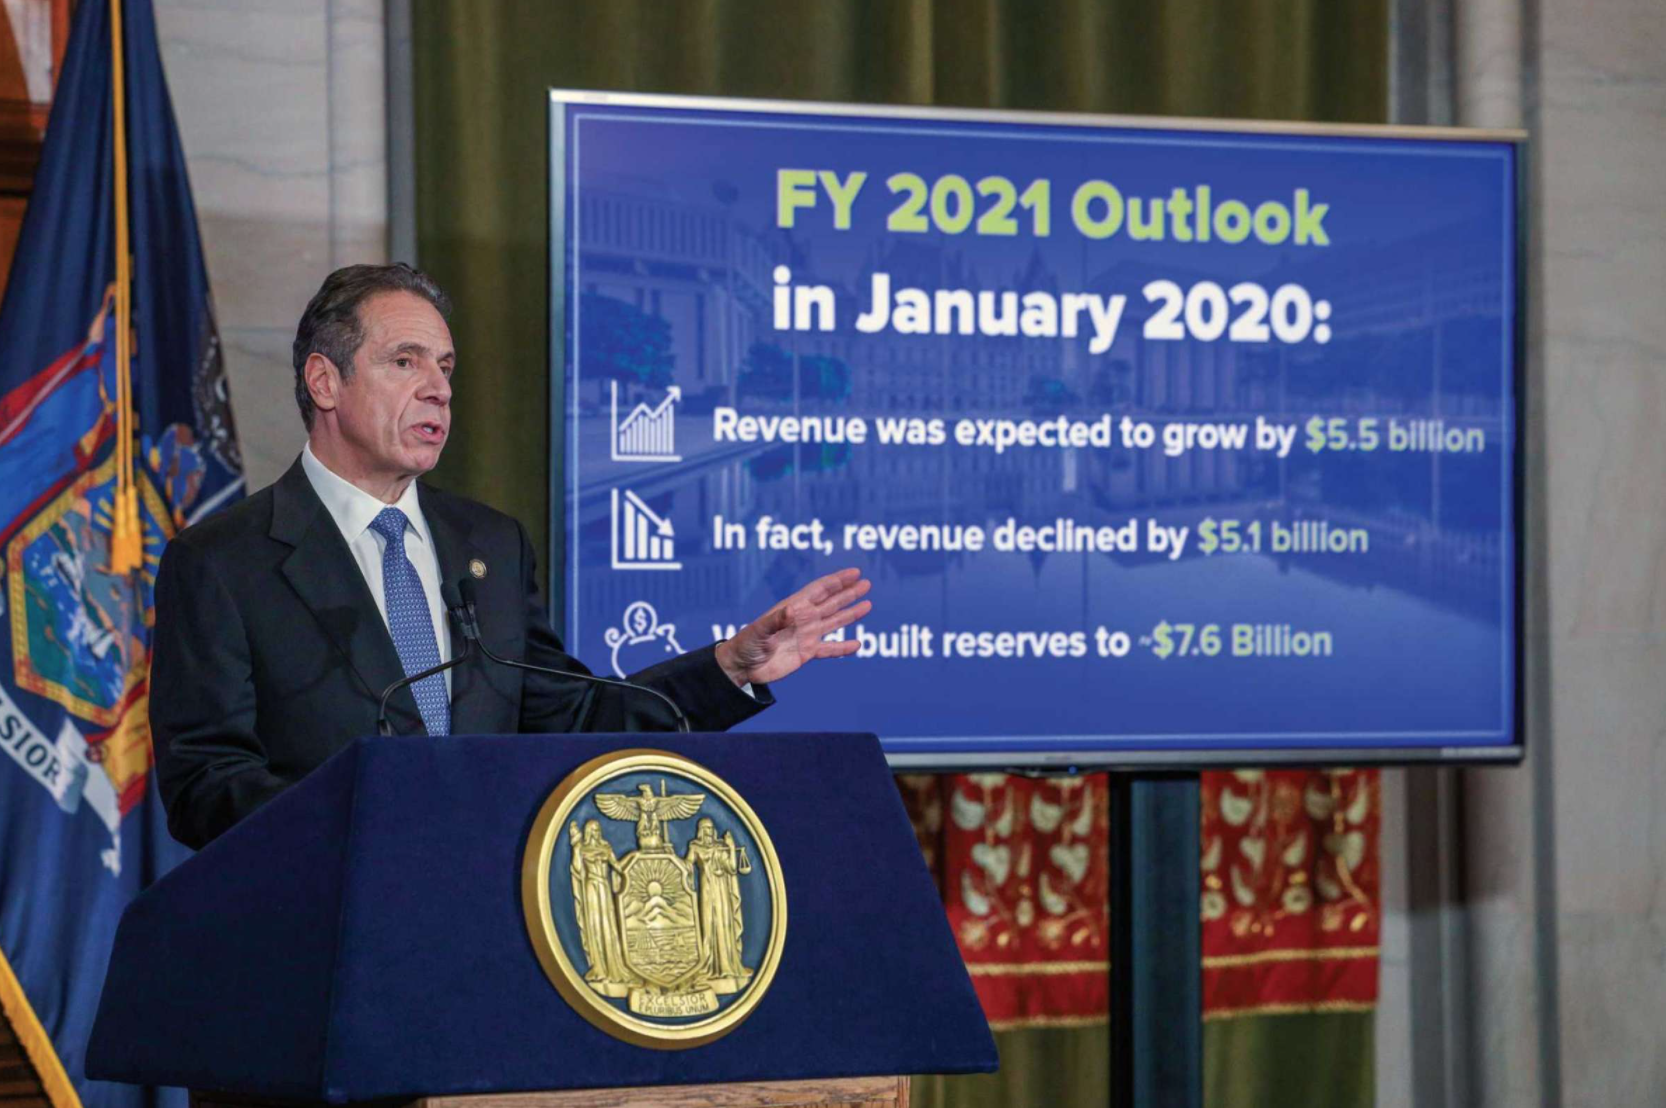 FY 2021 Outlook
in January 2020:
Revenue was expected to grow by $5.5 billion
In fact, revenue declined by $5.1 billion
built reserves to ~$7.6 Billion
SIOR
EXCELSIOR
E PLURIBUS UNUM